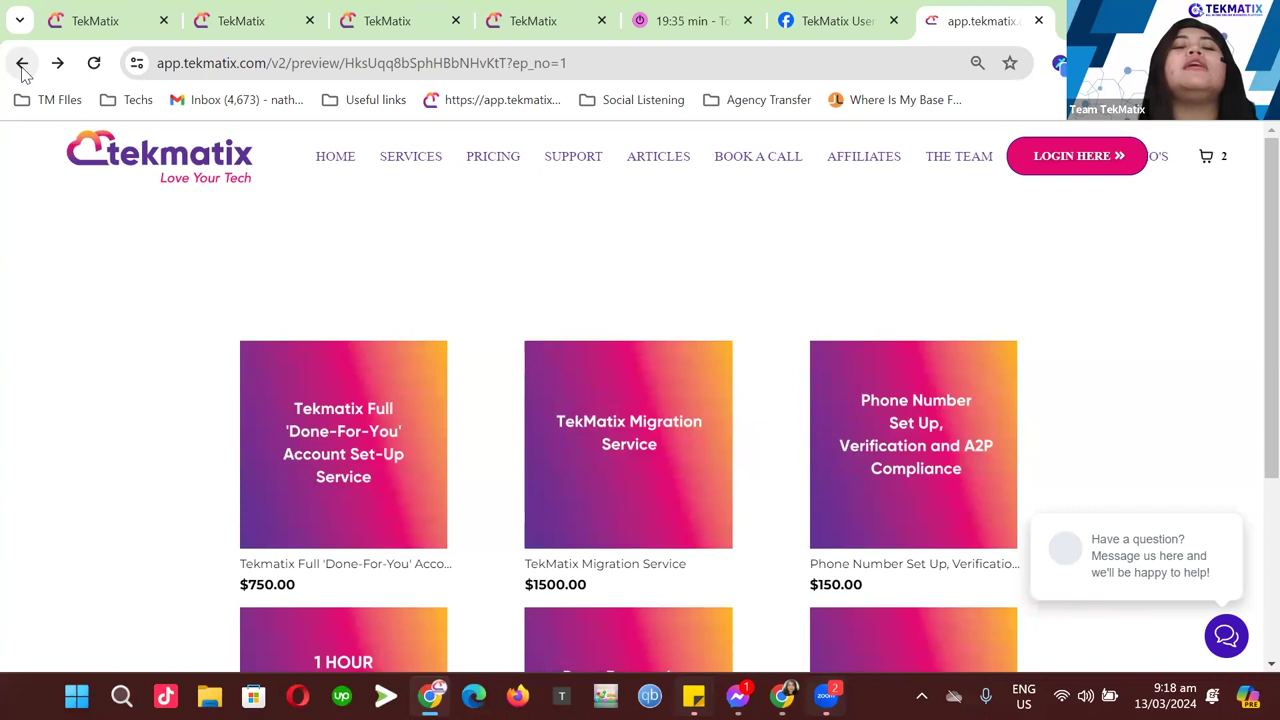 TekMatix
TekMatix
TekMatix
TekMatix
19:35 min - To
TekMatix User
app.tekmatix.c
TEKMATIX
app.tekmatix.com/v2/preview/HksUqq8bSphHBbNHvKtT?ep_no=1
TM FIles
Techs
Inbox (4,673) - nath...
Useful links
https://app.tekmatix...
Social Listening
Agency Transfer
Where Is My Base F...
Team TekMatix
tekmatix
Love Your Tech
HOME
SERVICES
PRICING
SUPPORT
ARTICLES
BOOK A CALL
AFFILIATES
THE TEAM
LOGIN HERE »
O'S
2
Tekmatix Full
'Done-For-You'
Account Set-Up
Service
TekMatix Migration
Service
Phone Number
Set Up,
Verification and A2P
Compliance
Tekmatix Full 'Done-For-You' Acco...
$750.00
TekMatix Migration Service
$1500.00
Phone Number Set Up, Verificatio...
$150.00
Have a question?
Message us here and
we'll be happy to help!
1 HOUR
up
T
qb
1
zoom
2
ENG
US
9:18 am
13/03/2024
PRE